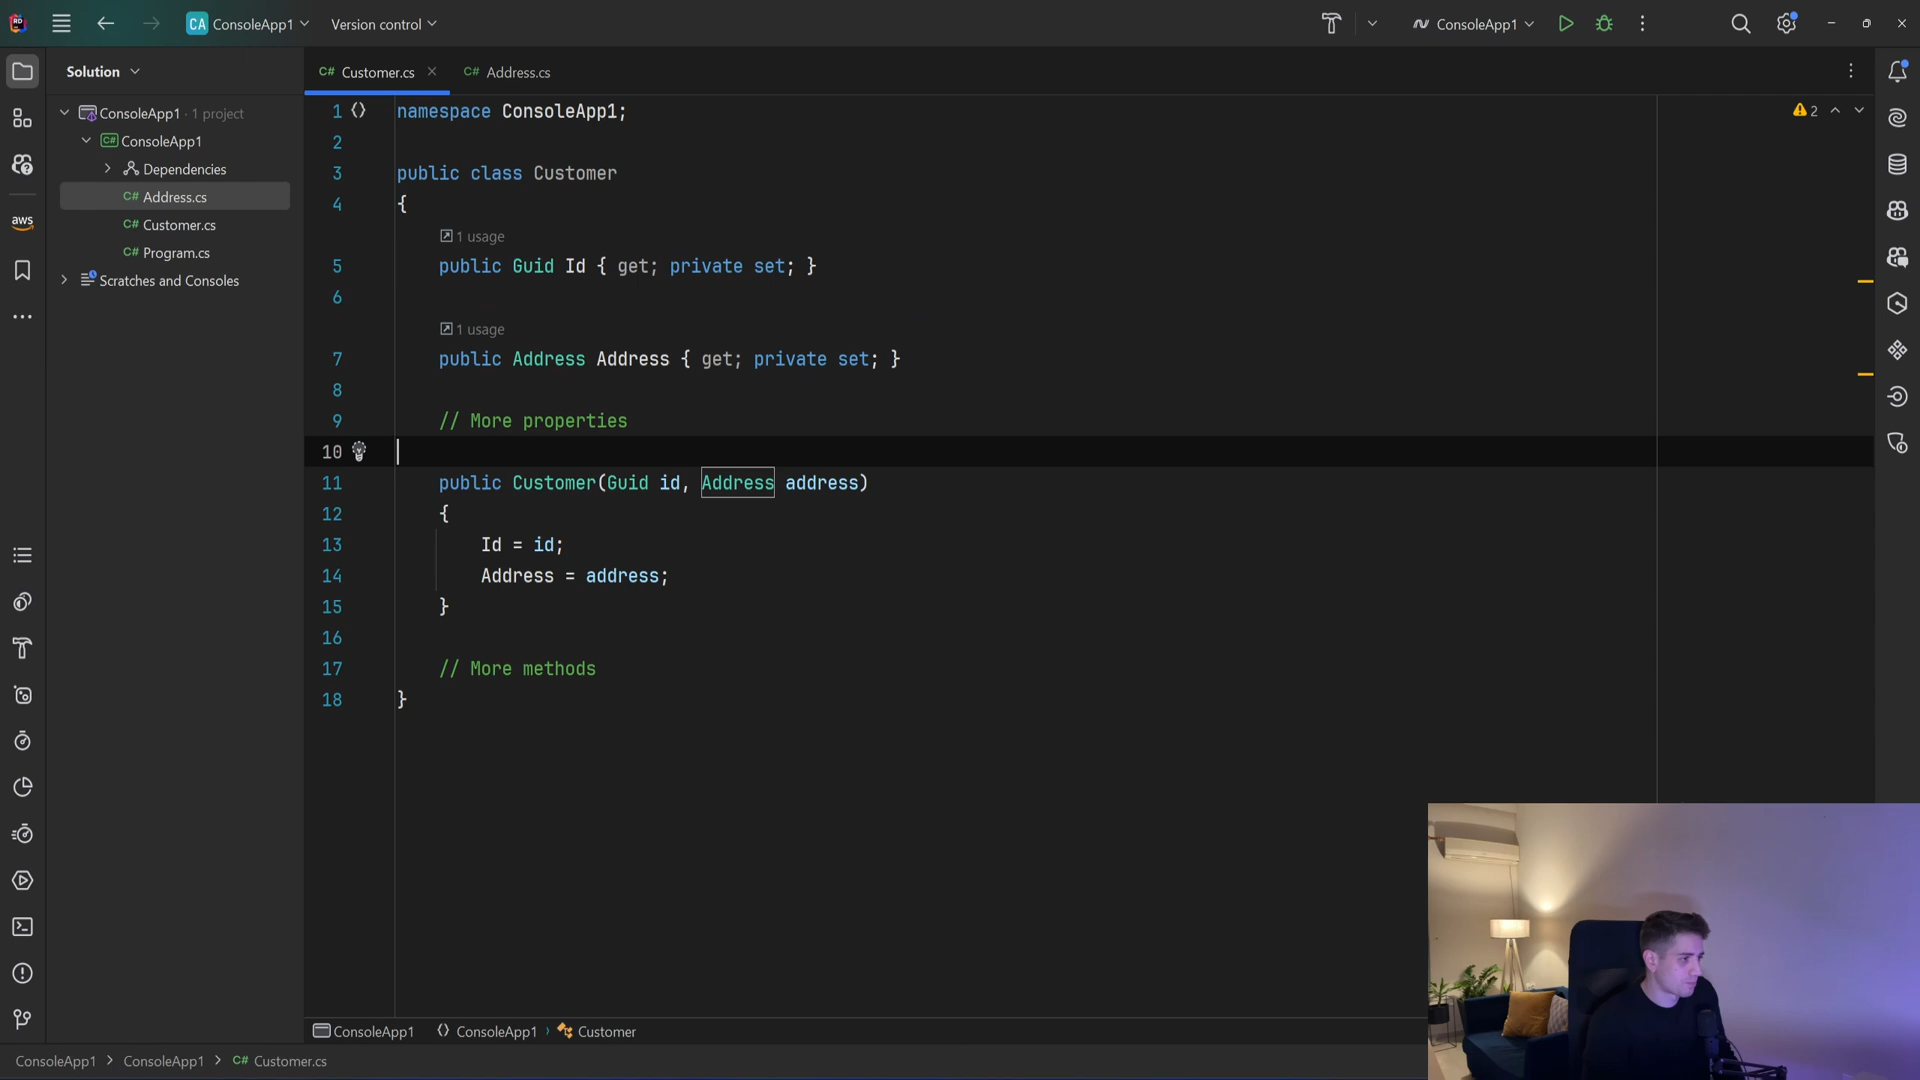 CA ConsoleApp1
Version control
ConsoleApp1
Solution
C# Customer.cs
C# Address.cs
ConsoleApp1 · 1 project
C# ConsoleApp1
Dependencies
C# Address.cs
C# Customer.cs
C# Program.cs
Scratches and Consoles
aws
2
1 namespace ConsoleApp1;
2
3 public class Customer
4 {
1 usage
5 public Guid Id { get; private set; }
6
1 usage
7 public Address Address { get; private set; }
8
9 // More properties
10
11 public Customer(Guid id, Address address)
12 {
13 Id = id;
14 Address = address;
15 }
16
17 // More methods
18 }
ConsoleApp1 ConsoleApp1 › Customer
ConsoleApp1 > ConsoleApp1 > C# Customer.cs